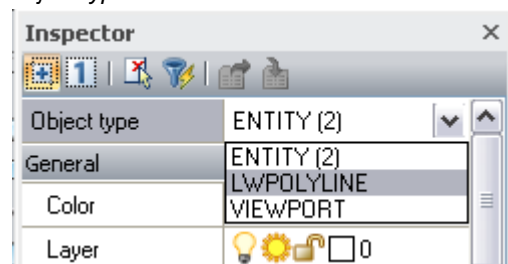 Inspector
1
Object type ENTITY (2)
General ENTITY (2)
LWPOLYLINE
Color VIEWPORT
Layer 0